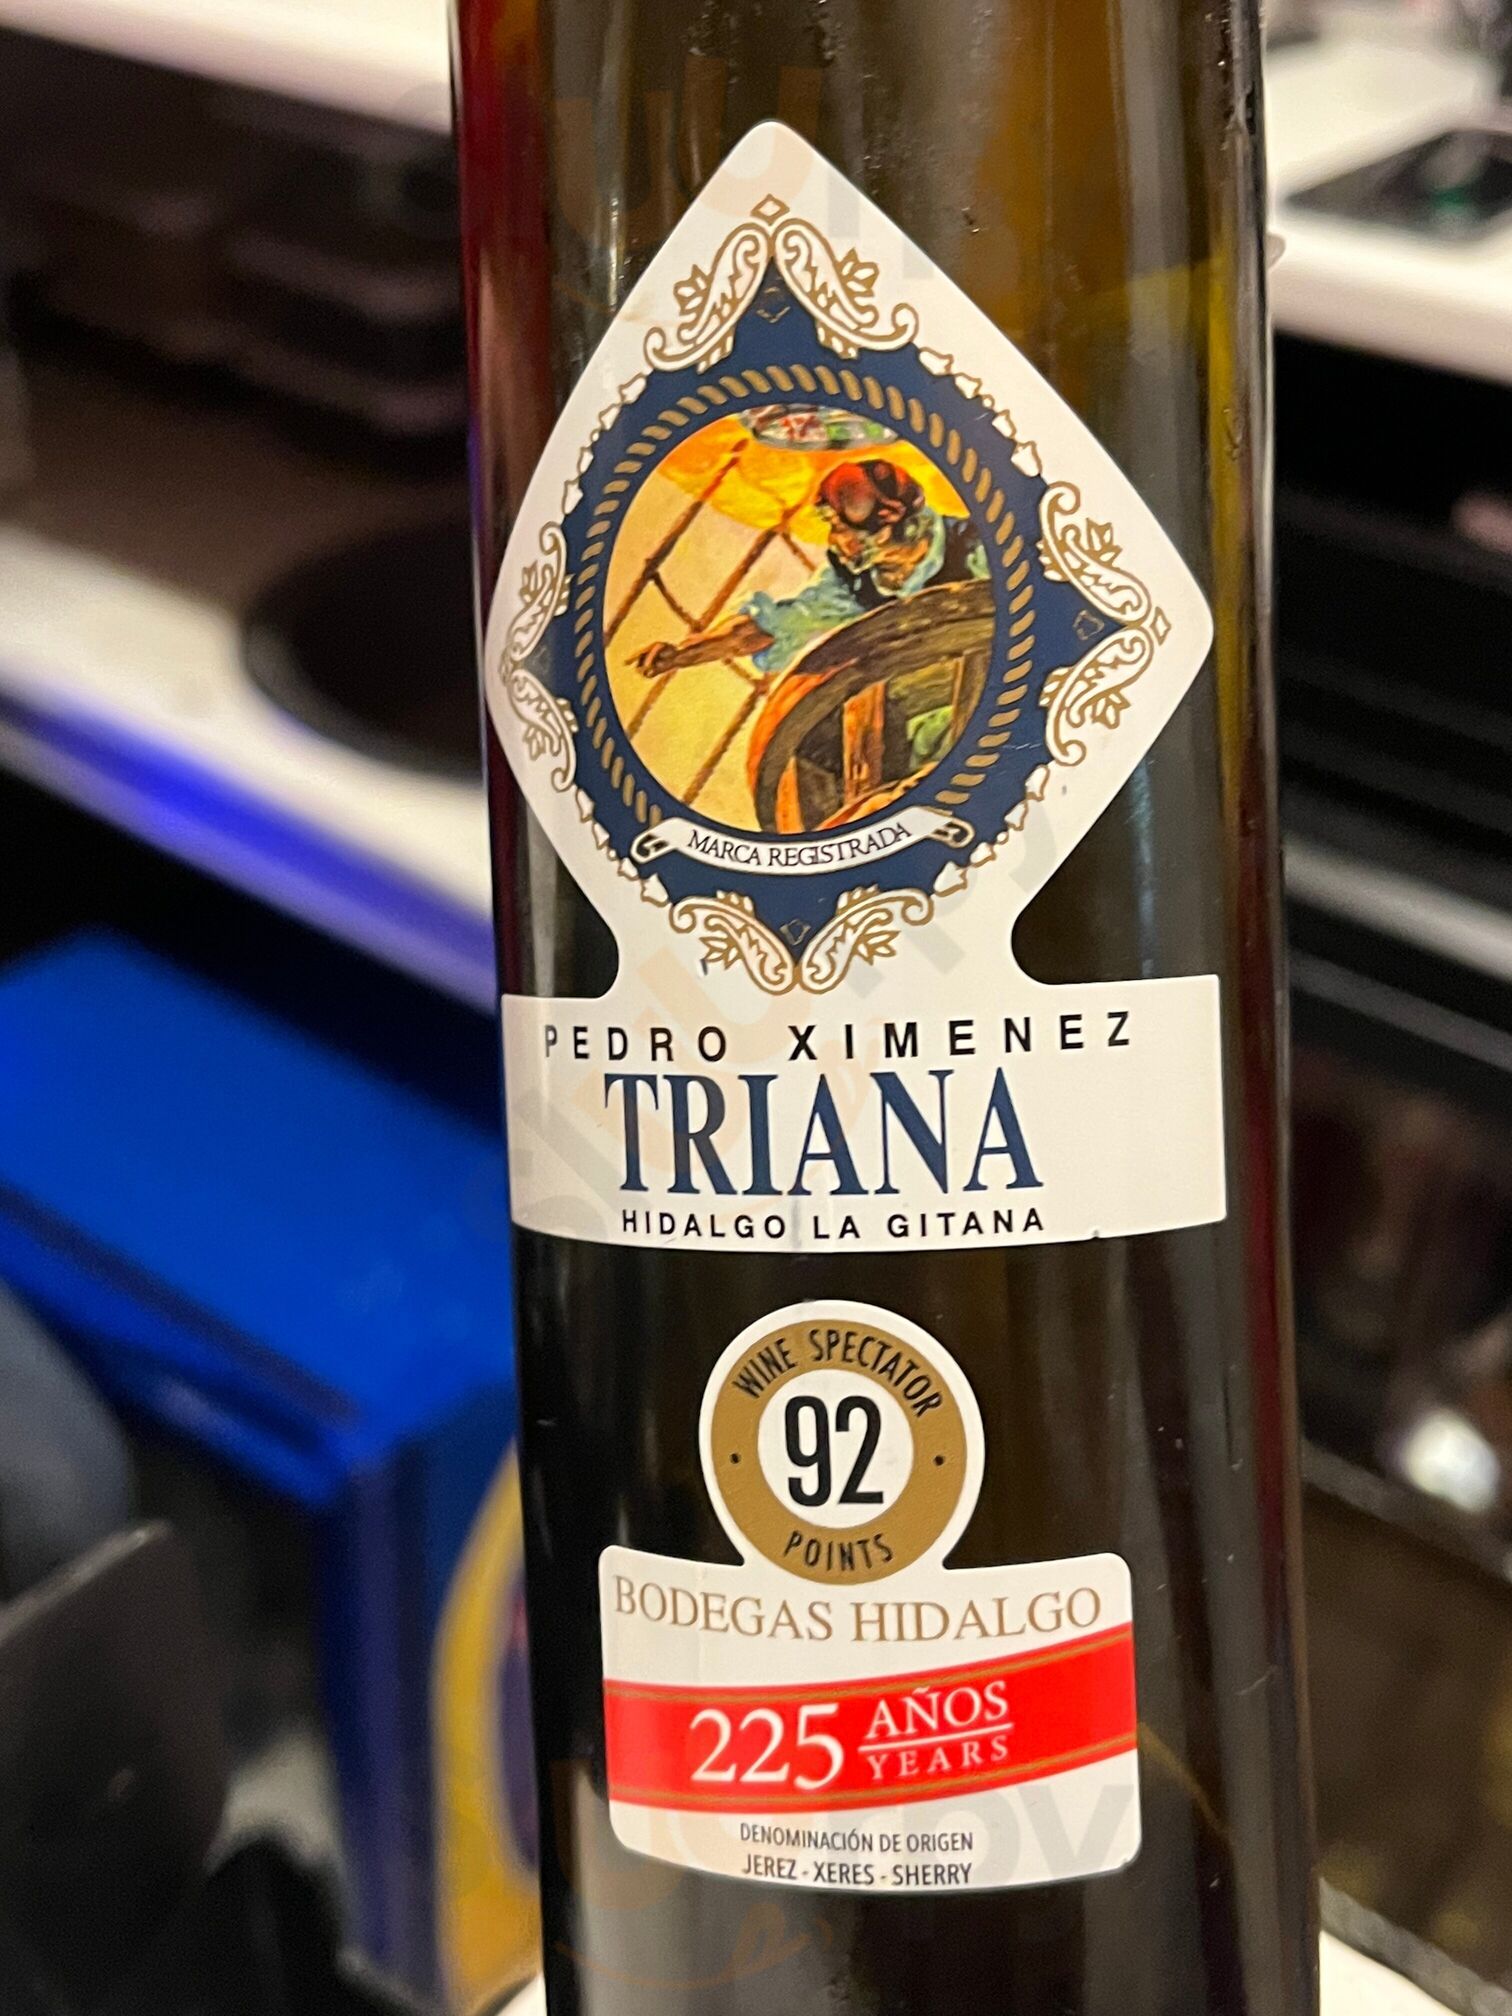 MARCA REGISTRADA
PEDRO XIMENEZ
TRIANA
HIDALGO LA GITANA
WINE SPECTATOR
92
POINTS
BODEGAS HIDALGO
225 AÑOS
YEARS
DENOMINACIÓN DE ORIGEN
JEREZ - XERES - SHERRY